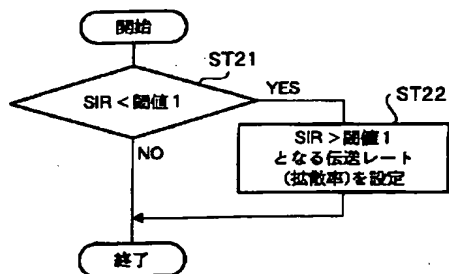 開始
ST21
SIR < 閾値1
YES
ST22
SIR > 閾値1
となる伝送レート
(拡散率)を設定
NO
終了